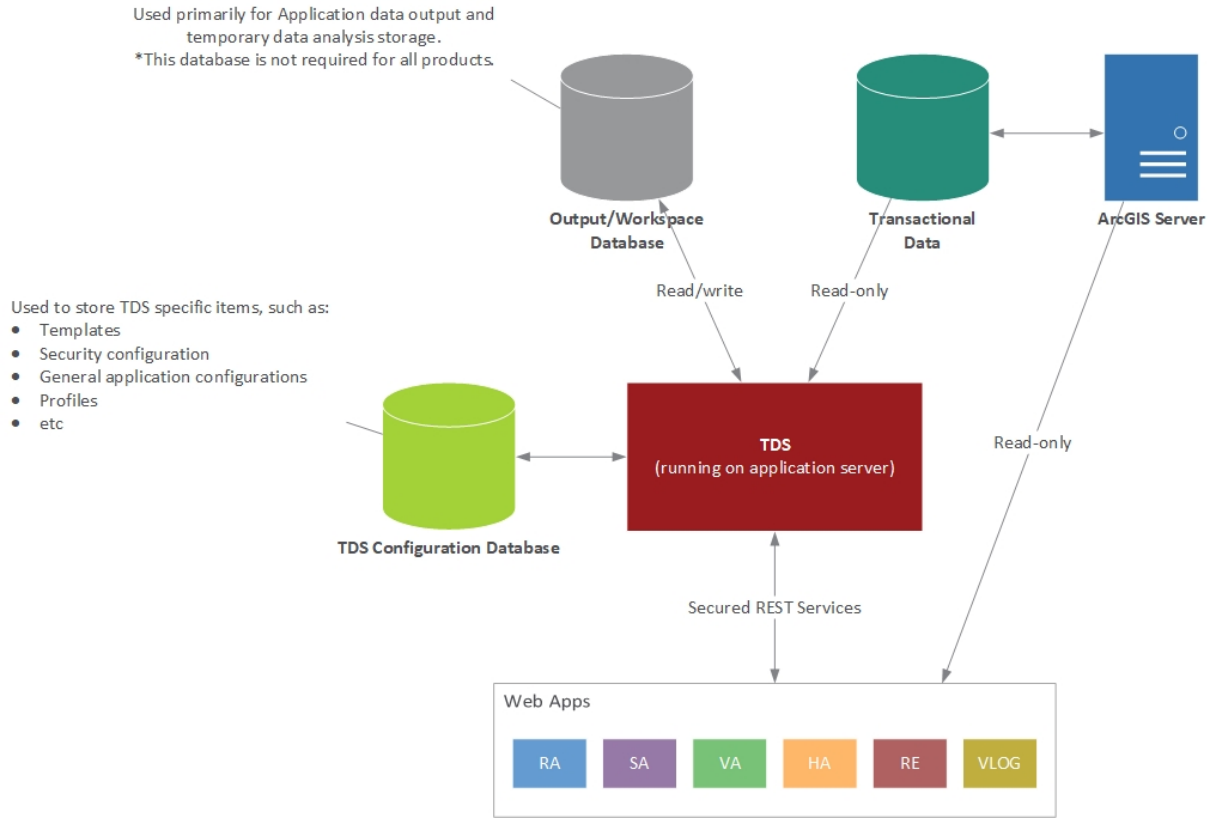 Used primarily for Application data output and
temporary data analysis storage.
*This database is not required for all products.
Output/Workspace
Database
Transactional
Data
ArcGIS Server
Read/write
Read-only
Used to store TDS specific items, such as:
• Templates
• Security configuration
• General application configurations
• Profiles
• etc
TDS
(running on application server)
Read-only
TDS Configuration Database
Secured REST Services
Web Apps
RA
SA
VA
HA
RE
VLOG